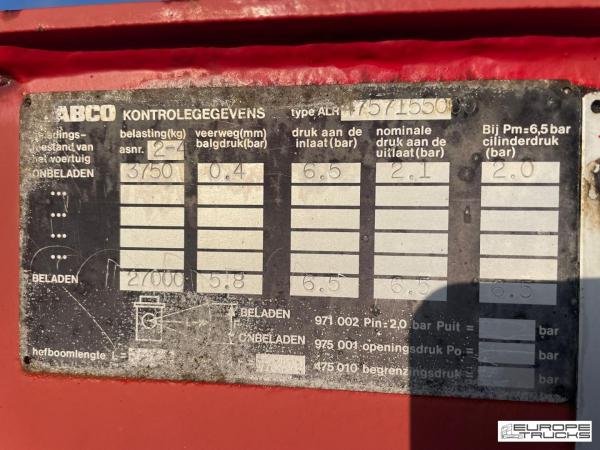 ABCO KONTROLEGEGEVENS type ALR 7571550
belasting(kg) veerweg(mm) druk aan de nominale Bij Pm=6,5 bar
asnr. 2-4 balgdruk(bar) inlaat (bar) druk aan de cilinderdruk
toestand van uitlaat (bar) (bar)
het voertuig
ONBELADEN 3750 0.4 6.5 2.1 2.0
BELADEN 27000 5.8 6.5 6.5 6.5
BELADEN
971 002 Pin=2,0 bar Puit = bar
ONBELADEN
975 001 openingsdruk Po = bar
hefboomlengte L= 475 010 begrenzingsdruk bar
EUROPE
TRUCKS